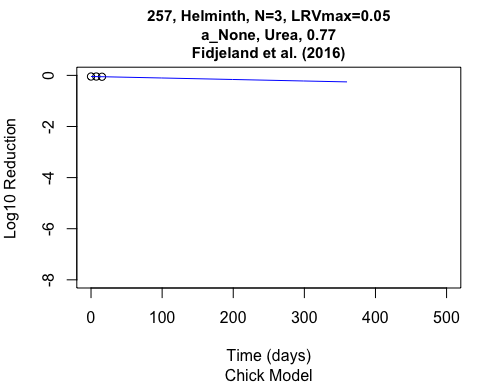 257, Helminth, N=3, LRVmax=0.05
a_None, Urea, 0.77
Fidjeland et al. (2016)
Log10 Reduction
0
-2
-4
-6
-8
0 100 200 300 400 500
Time (days)
Chick Model